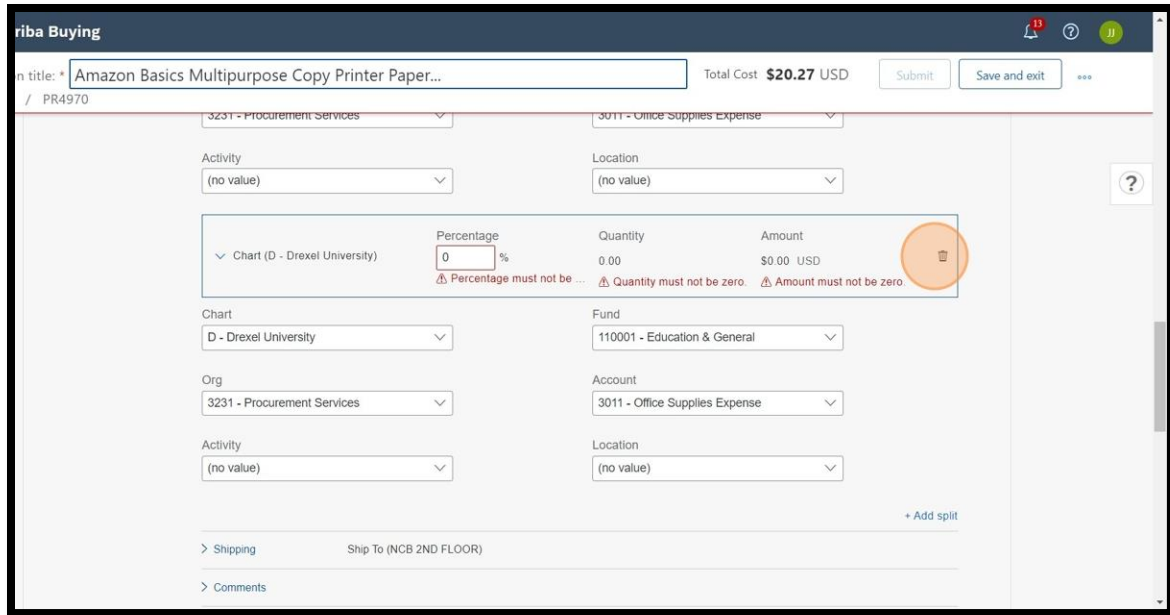 riba Buying
13
JJ
n title: * Amazon Basics Multipurpose Copy Printer Paper... Total Cost $20.27 USD Submit Save and exit
/ PR4970
3231 - Procurement Services 3011 - Office Supplies Expense
Activity Location
(no value) (no value)
?
Percentage Quantity Amount
Chart (D - Drexel University) 0 % 0.00 $0.00 USD
Percentage must not be ... Quantity must not be zero. Amount must not be zero.
Chart Fund
D - Drexel University 110001 - Education & General
Org Account
3231 - Procurement Services 3011 - Office Supplies Expense
Activity Location
(no value) (no value)
+ Add split
Shipping Ship To (NCB 2ND FLOOR)
Comments